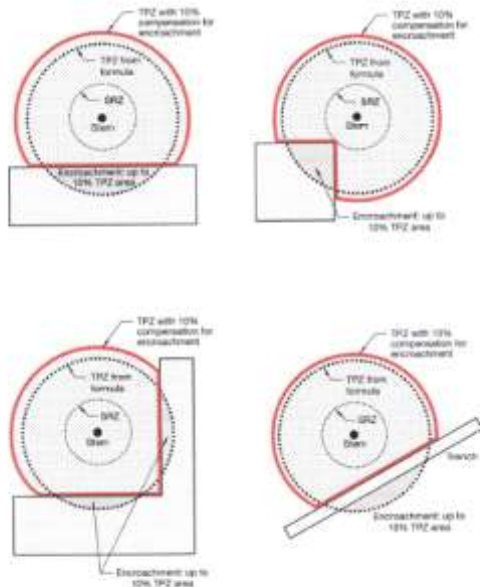 TPZ with 10%
compensation for
encroachment
TPZ from
formula
SRZ
Stem
Encroachment: up to
10% TPZ area
TPZ with 10%
compensation for
encroachment
TPZ from
formula
SRZ
Stem
Encroachment: up to
10% TPZ area
TPZ with 10%
compensation for
encroachment
TPZ from
formula
SRZ
Stem
Encroachment: up to
10% TPZ area
TPZ with 10%
compensation for
encroachment
TPZ from
formula
SRZ
Stem
Trench
Encroachment: up to
10% TPZ area